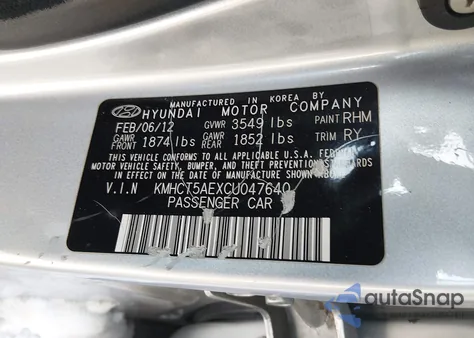 MANUFACTURED IN KOREA BY
HYUNDAI MOTOR COMPANY
FEB/06/12 GVWR 3549 lbs PAINT RHM
GAWR FRONT 1874 lbs GAWR REAR 1852 lbs TRIM RY
THIS VEHICLE CONFORMS TO ALL APPLICABLE U.S.A. FEDERAL
MOTOR VEHICLE SAFETY, BUMPER, AND THEFT PREVENTION STANDARDS
IN EFFECT ON THE DATE OF MANUFACTURE SHOWN ABOVE
V.I.N KMHCT5AEXCU047640
PASSENGER CAR
autoSnap